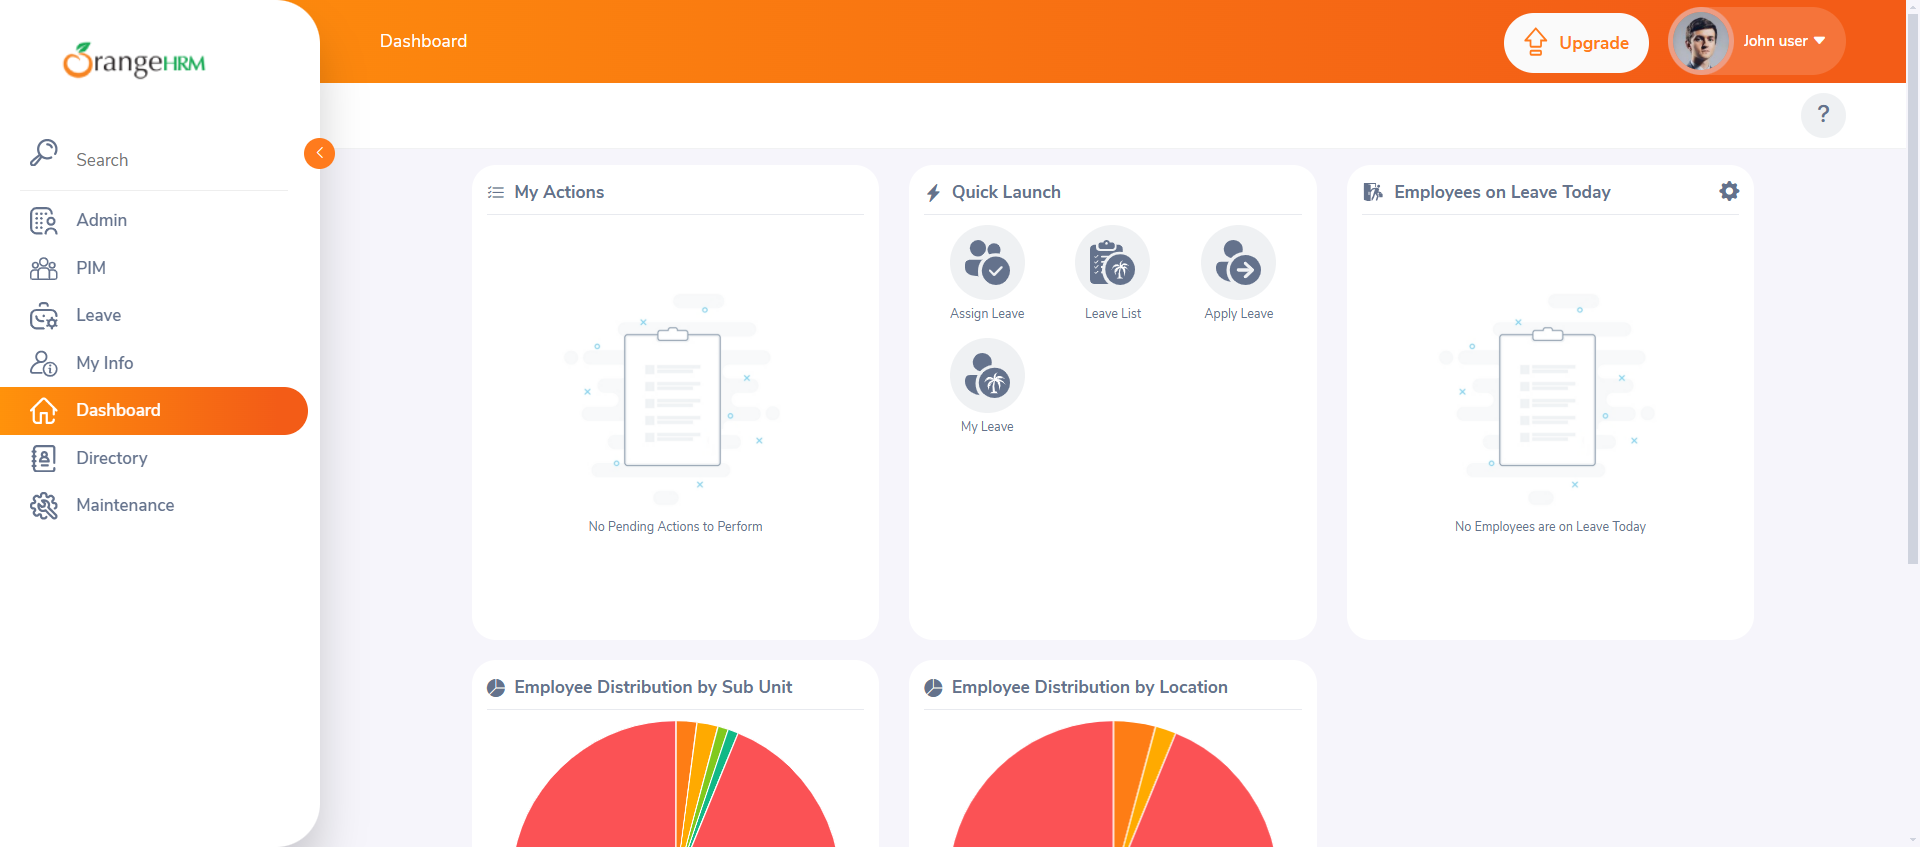 OrangeHRM
Search
Admin
PIM
Leave
My Info
Dashboard
Directory
Maintenance
Dashboard
Upgrade
John user
?
My Actions
No Pending Actions to Perform
Quick Launch
Assign Leave
Leave List
Apply Leave
My Leave
Employees on Leave Today
No Employees are on Leave Today
Employee Distribution by Sub Unit
Employee Distribution by Location